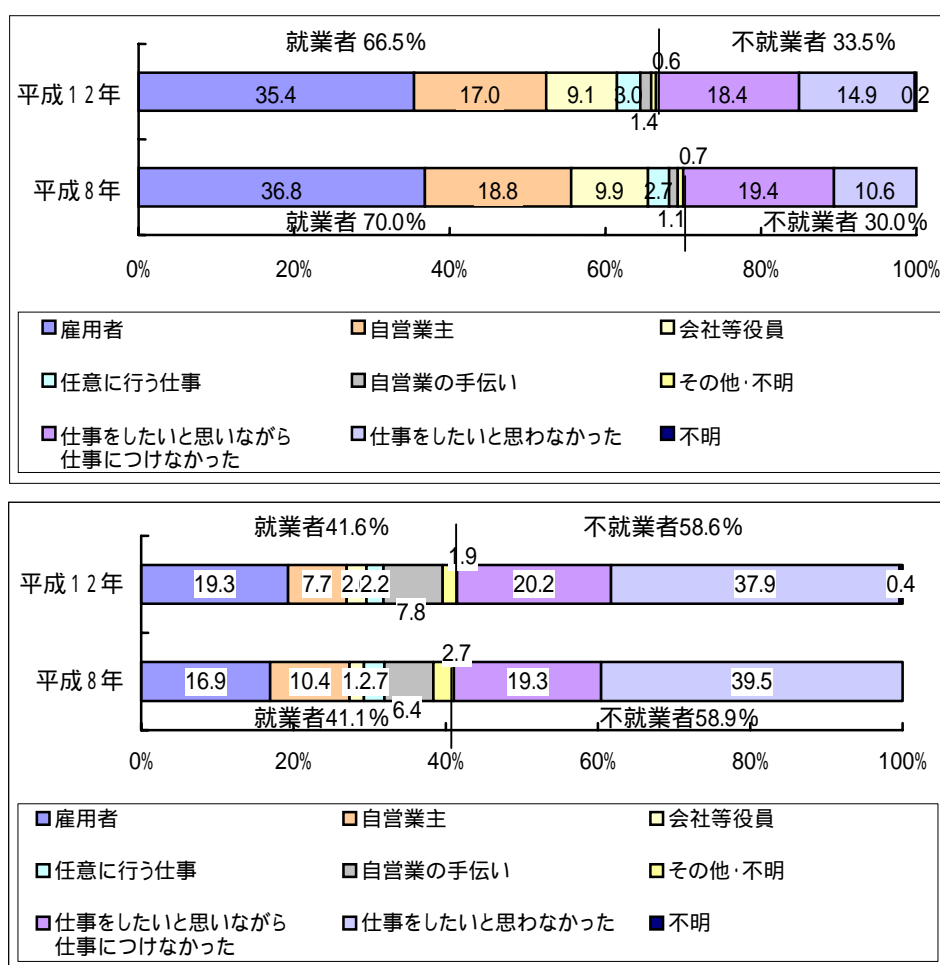 就業者 66.5%
不就業者 33.5%
0.6
平成12年
35.4
17.0
9.1
3.0
18.4
14.9
0.2
1.4
0.7
平成8年
36.8
18.8
9.9
2.7
19.4
10.6
就業者 70.0%
1.1
不就業者 30.0%
0%
20%
40%
60%
80%
100%
雇用者
自営業主
会社等役員
任意に行う仕事
自営業の手伝い
その他・不明
仕事をしたいと思いながら
仕事につけなかった
仕事をしたいと思わなかった
不明
就業者41.6%
不就業者58.6%
1.9
平成12年
19.3
7.7
2.2
20.2
37.9
0.4
7.8
2.7
平成8年
16.9
10.4
2.7
19.3
39.5
就業者41.1%
6.4
不就業者58.9%
0%
20%
40%
60%
80%
100%
雇用者
自営業主
会社等役員
任意に行う仕事
自営業の手伝い
その他・不明
仕事をしたいと思いながら
仕事につけなかった
仕事をしたいと思わなかった
不明